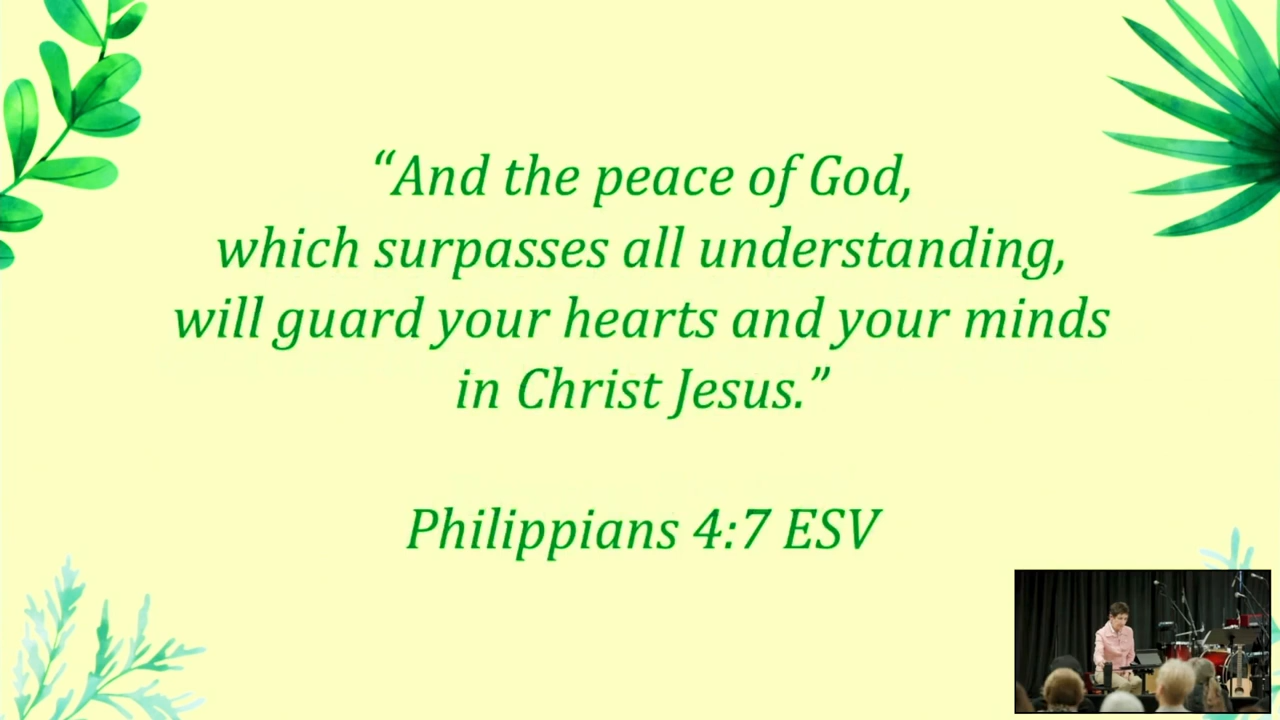 “And the peace of God,
which surpasses all understanding,
will guard your hearts and your minds
in Christ Jesus.”
Philippians 4:7 ESV